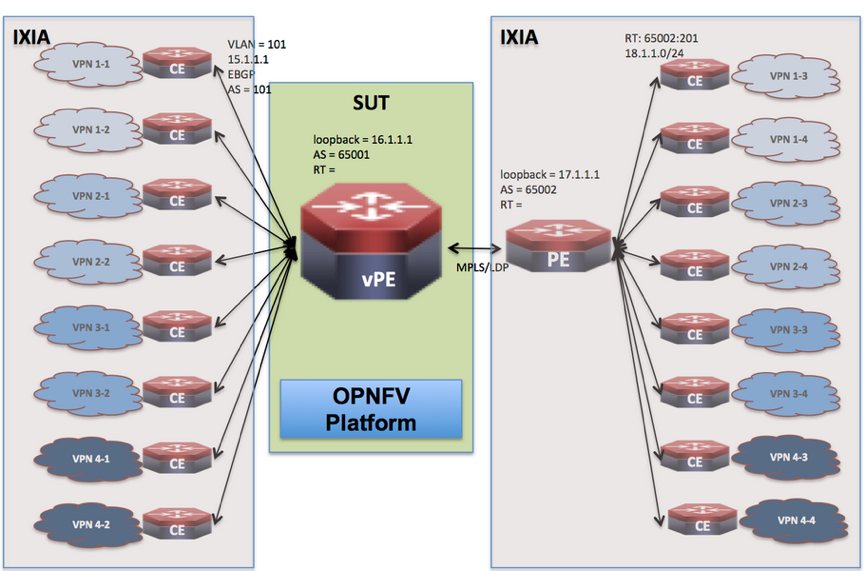 IXIA
VPN 1-1
CE
VPN 1-2
CE
VPN 2-1
CE
VPN 2-2
CE
VPN 3-1
CE
VPN 3-2
CE
VPN 4-1
CE
VPN 4-2
CE
VLAN = 101
15.1.1.1
EBGP
AS = 101
SUT
loopback = 16.1.1.1
AS = 65001
RT =
vPE
OPNFV
Platform
MPLS/LDP
IXIA
loopback = 17.1.1.1
AS = 65002
RT =
PE
RT: 65002:201
18.1.1.0/24
CE
VPN 1-3
CE
VPN 1-4
CE
VPN 2-3
CE
VPN 2-4
CE
VPN 3-3
CE
VPN 3-4
CE
VPN 4-3
CE
VPN 4-4